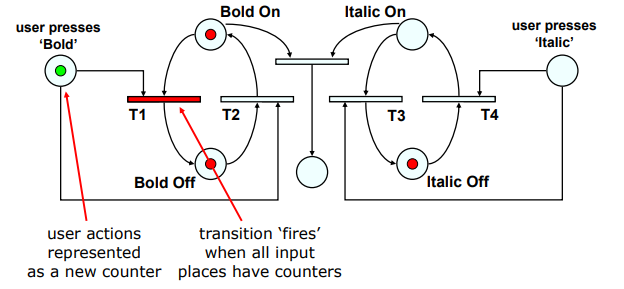 Bold On
Italic On
user presses
'Bold'
user presses
'Italic'
T1
T2
T3
T4
Bold Off
Italic Off
user actions
represented
as a new counter
transition 'fires'
when all input
places have counters